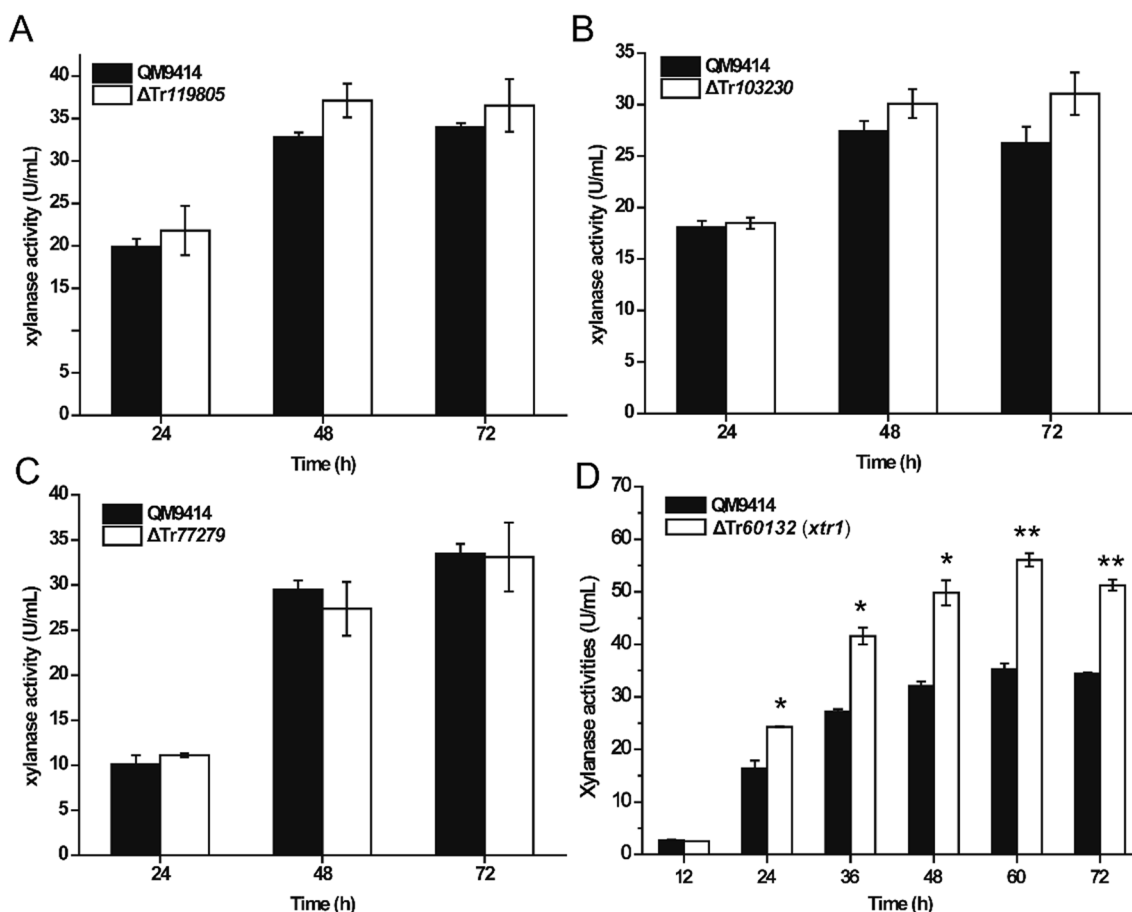 A
QM9414
ΔTr119805
xylanase activity (U/mL)
40
35
30
25
20
15
5
0
24
48
72
Time (h)
B
QM9414
ΔTr103230
xylanase activity (U/mL)
35
30
25
20
15
10
5
0
24
48
72
Time (h)
C
QM9414
ΔTr77279
xylanase activity (U/mL)
40
35
30
25
20
15
10
5
0
24
48
72
Time (h)
D
QM9414
ΔTr60132 (xtr1)
Xylanase activities (U/mL)
70
60
50
40
30
20
10
0
*
*
*
**
**
12
24
36
48
60
72
Time (h)